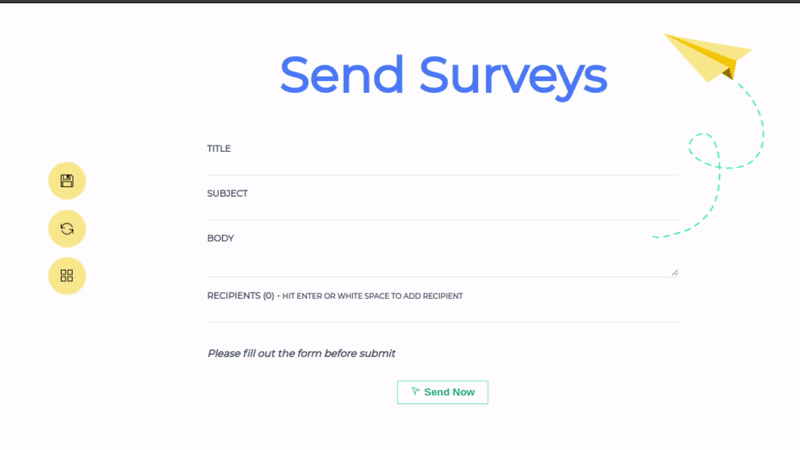 Send Surveys
TITLE
SUBJECT
BODY
RECIPIENTS (0) - HIT ENTER OR WHITE SPACE TO ADD RECIPIENT
Please fill out the form before submit
Send Now